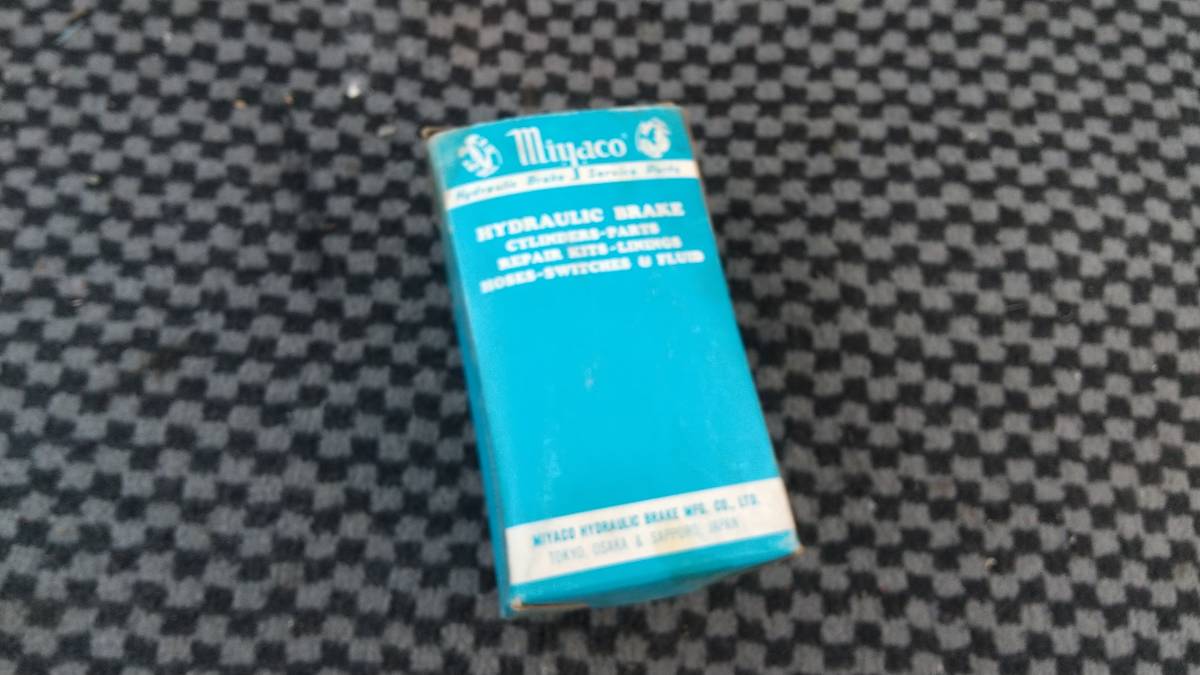 Miyaco
Hydraulic Brake Service Parts
HYDRAULIC BRAKE
CYLINDERS-PARTS
REPAIR KITS-LININGS
HOSES-SWITCHES & FLUID
MIYACO HYDRAULIC BRAKE MFG. CO., LTD.
TOKYO, OSAKA & SAPPORO, JAPAN